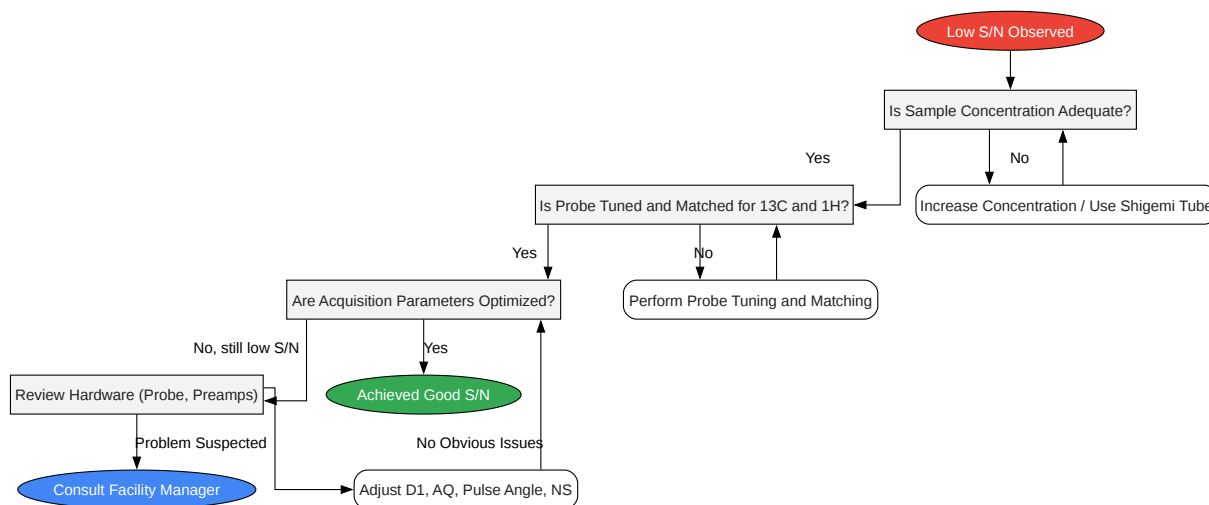 Low S/N Observed
Is Sample Concentration Adequate?
Yes
No
Is Probe Tuned and Matched for 13C and 1H?
Increase Concentration / Use Shigemi Tube
Yes
No
Are Acquisition Parameters Optimized?
Perform Probe Tuning and Matching
No, still low S/N
Yes
Review Hardware (Probe, Preamps)
Achieved Good S/N
Problem Suspected
No Obvious Issues
Consult Facility Manager
Adjust D1, AQ, Pulse Angle, NS